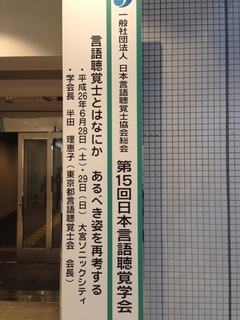 一般社団法人 日本言語聴覚士協会総会
第15回日本言語聴覚学会
言語聴覚士とはなにか あるべき姿を再考する
・平成26年6月28日(土)・29日(日) 大宮ソニックシティ
・学会長 半田 理恵子(東京都言語聴覚士会 会長)